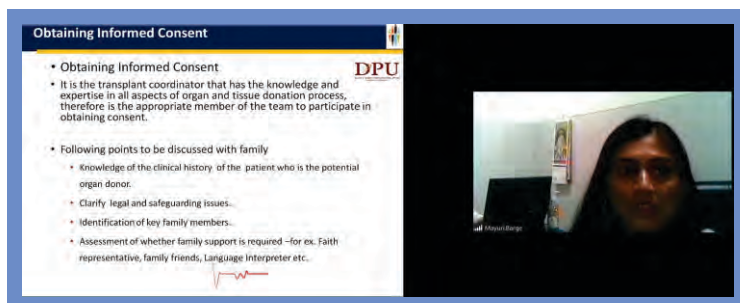 Obtaining Informed Consent
DPU
• Obtaining Informed Consent
• It is the transplant coordinator that has the knowledge and
expertise in all aspects of organ and tissue donation process,
therefore is the appropriate member of the team to participate in
obtaining consent.
• Following points to be discussed with family
• Knowledge of the clinical history of the patient who is the potential
organ donor.
• Clarify legal and safeguarding issues.
• Identification of key family members.
• Assessment of whether family support is required –for ex. Faith
representative, family friends, Language Interpreter etc.
Mayuri Barge